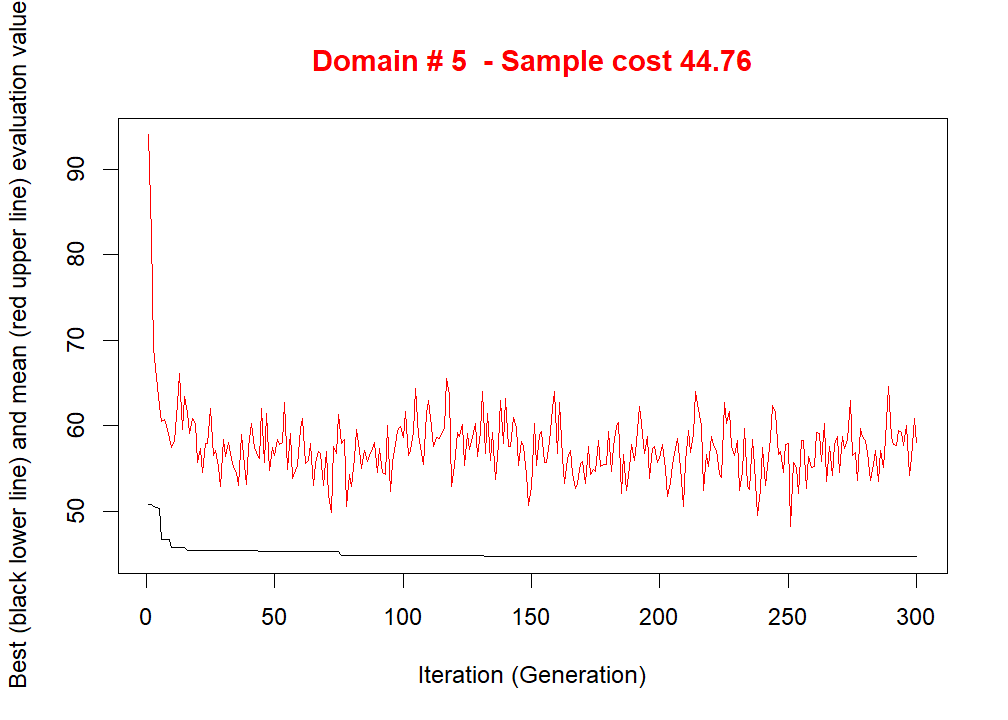 Domain # 5  - Sample cost 44.76
Best (black lower line) and mean (red upper line) evaluation value
90
80
70
60
50
0 50 100 150 200 250 300
Iteration (Generation)